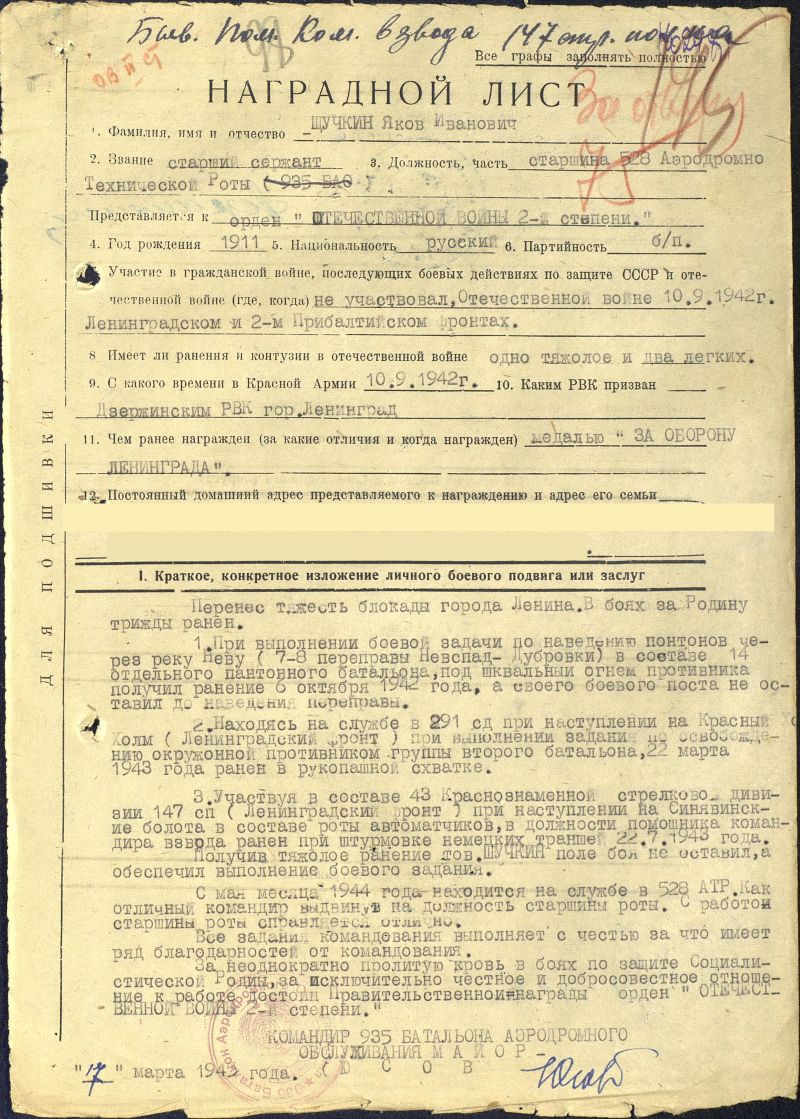 Быв. Пом. Ком. взвода 147 стр. полка
Все графы заполнять полностью
НАГРАДНОЙ ЛИСТ
1. Фамилия, имя и отчество ЩУЧКИН Яков Иванович
2. Звание старший сержант 3. Должность, часть старшина 528 Аэродромно
Технической Роты ( 935 БАО ) .
Представляется к орден " ОТЕЧЕСТВЕННОЙ ВОЙНЫ 2-й степени."
4. Год рождения 1911 5. Национальность русский 6. Партийность б/п.
Участие в гражданской войне, последующих боевых действиях по защите СССР и оте-
чественной войне (где, когда) не участвовал, Отечественной войне 10.9.1942г.
Ленинградском и 2-м Прибалтийском фронтах.
8 Имеет ли ранения и контузии в отечественной войне одно тяжолое и два легких.
9. С какого времени в Красной Армии 10.9.1942г. 10. Каким РВК призван
Дзержинским РВК гор.Ленинград
11. Чем ранее награжден (за какие отличия и когда награжден) медалью " ЗА ОБОРОНУ
ЛЕНИНГРАДА".
12. Постоянный домашний адрес представляемого к награждению и адрес его семьи
ДЛЯ ПОДШИВКИ
I. Краткое, конкретное изложение личного боевого подвига или заслуг
Перенес тяжесть блокады города Ленина. В боях за Родину
трижды ранен.
1.При выполнении боевой задачи по наведению понтонов че-
рез реку Неву ( 7-8 переправы Невспад- Дубровки) в составе 14
отдельного пантонного батальона, под шквальный огнем противника
получил ранение 6 октября 1942 года, а своего боевого поста не ос-
тавил до наведения переправы.
2.Находясь на службе в 291 сд при наступлении на Красный Х
Холм ( Ленинградский фронт ) при выполнении задания по освобожде-
нию окружонной противником группы второго батальона, 22 марта
1943 года ранен в рукопашной схватке.
3.Участвуя в составе 43 Краснознаменной стрелковой диви-
зии 147 сп ( Ленинградский фронт ) при наступлении на Синявинск-
ие болота в составе роты автоматчиков, в должности помошника коман-
дира взвода ранен при штурмовке немецких траншей 22.7.1943 года.
Получив тяжолое ранение тов.ЩУЧКИН поле боя не оставил, а
обеспечил выполнение боевого задания.
С мая месяца 1944 года находится на службе в 528 АТР. Как
отличный командир выдвинут на должность старшины роты. С работой
старшины роты справляется отлично.
Все задания командования выполняет с честью за что имеет
ряд благодарностей от командования.
За неоднократно пролитую кровь в боях по защите Социали-
стической Родины, за исключительно честное и добросовестное отноше-
ние к работе достоин Правительственной награды орден " ОТЕЧЕСТ-
ВЕННОЙ ВОЙНЫ 2-й степени."
КОМАНДИР 935 БАТАЛЬОНА АЭРОДРОМНОГО
ОБСЛУЖИВАНИЯ М А Й О Р -
"17" марта 1945 года. ( Ю С О В
Юсов